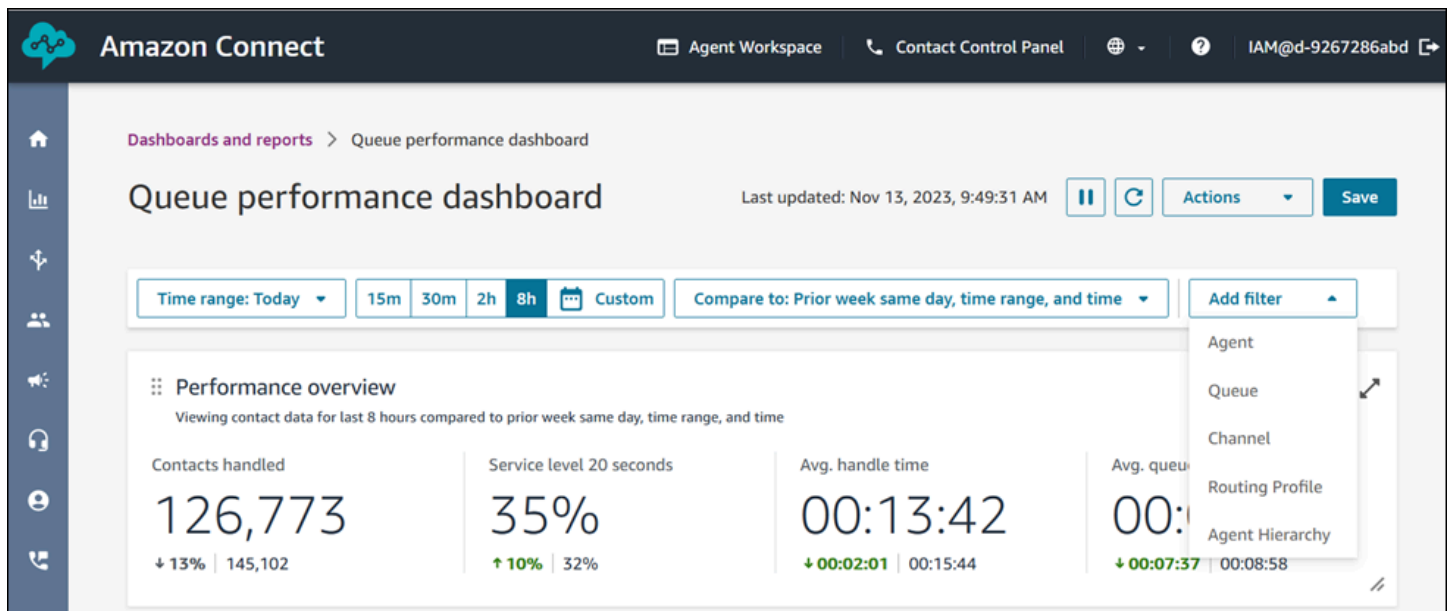 Amazon Connect
Agent Workspace
Contact Control Panel
IAM@d-9267286abd
Dashboards and reports > Queue performance dashboard
Queue performance dashboard
Last updated: Nov 13, 2023, 9:49:31 AM
Actions
Save
Time range: Today
15m 30m 2h 8h Custom
Compare to: Prior week same day, time range, and time
Add filter
Agent
Queue
Channel
Routing Profile
Agent Hierarchy
Performance overview
Viewing contact data for last 8 hours compared to prior week same day, time range, and time
Contacts handled
126,773
↓13% | 145,102
Service level 20 seconds
35%
↑10% | 32%
Avg. handle time
00:13:42
↓00:02:01 | 00:15:44
Avg.
00:
↓00:07:37 | 00:08:58